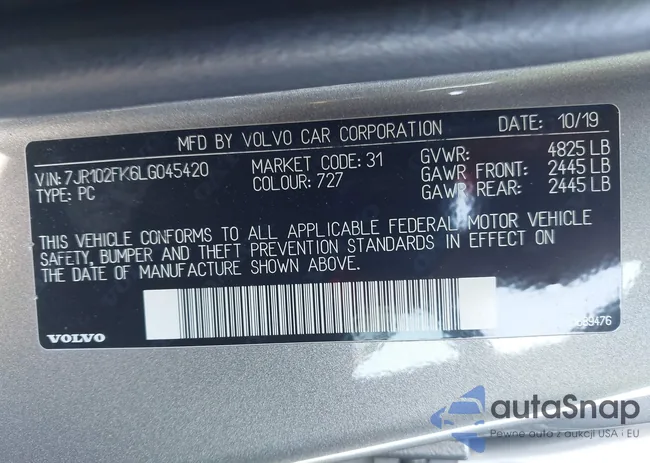 MFD BY VOLVO CAR CORPORATION DATE: 10/19
VIN: 7JR102FK6LG045420 MARKET CODE: 31 GVWR: 4825 LB
TYPE: PC COLOUR: 727 GAWR FRONT: 2445 LB
GAWR REAR: 2445 LB
THIS VEHICLE CONFORMS TO ALL APPLICABLE FEDERAL MOTOR VEHICLE
SAFETY, BUMPER AND THEFT PREVENTION STANDARDS IN EFFECT ON
THE DATE OF MANUFACTURE SHOWN ABOVE.
VOLVO
autoSnap
Pewne auto z aukcji USA i EU